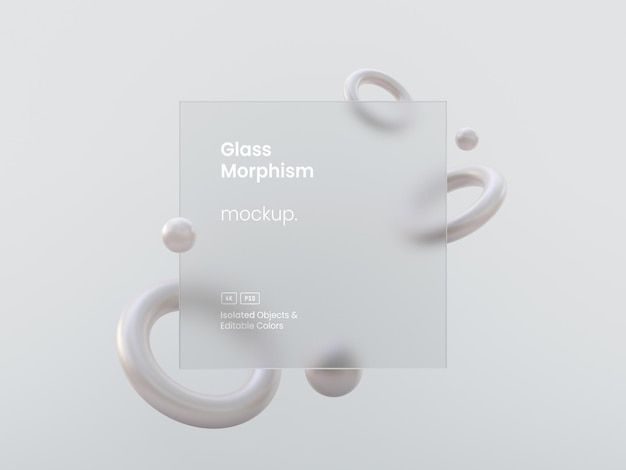 Glass
Morphism
mockup.
4K PSD
Isolated Objects &
Editable Colors